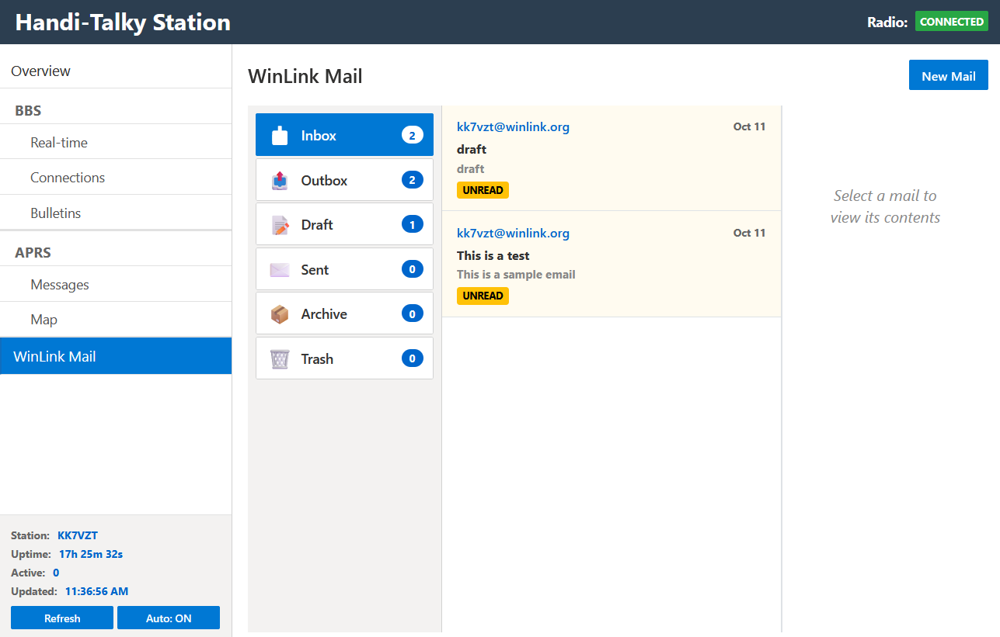 Handi-Talky Station
Radio: CONNECTED
Overview
BBS
Real-time
Connections
Bulletins
APRS
Messages
Map
WinLink Mail
Station: KK7VZT
Uptime: 17h 25m 32s
Active: 0
Updated: 11:36:56 AM
Refresh
Auto: ON
WinLink Mail
New Mail
Inbox 2
Outbox 2
Draft 1
Sent 0
Archive 0
Trash 0
kk7vzt@winlink.org Oct 11
draft
draft
UNREAD
kk7vzt@winlink.org Oct 11
This is a test
This is a sample email
UNREAD
Select a mail to
view its contents